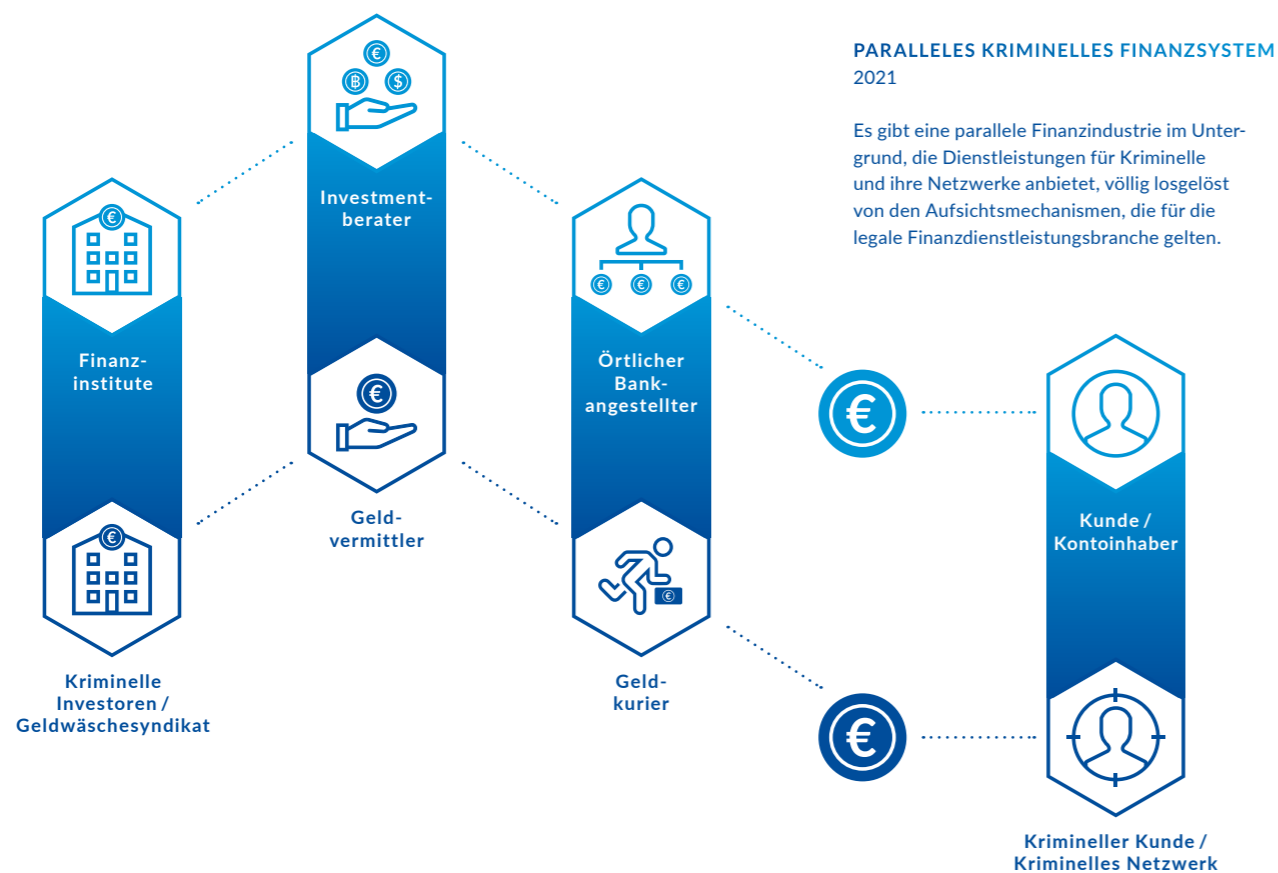 PARALLELES KRIMINELLES FINANZSYSTEM
2021
Es gibt eine parallele Finanzindustrie im Unter-
grund, die Dienstleistungen für Kriminelle
und ihre Netzwerke anbietet, völlig losgelöst
von den Aufsichtsmechanismen, die für die
legale Finanzdienstleistungsbranche gelten.
€
฿
$
Investment-
berater
€
Geld-
vermittler
€
Finanz-
institute
€
Kriminelle
Investoren /
Geldwäschesyndikat
€ € €
Örtlicher
Bank-
angestellter
€
Geld-
kurier
€
€
Kunde /
Kontoinhaber
Krimineller Kunde /
Kriminelles Netzwerk